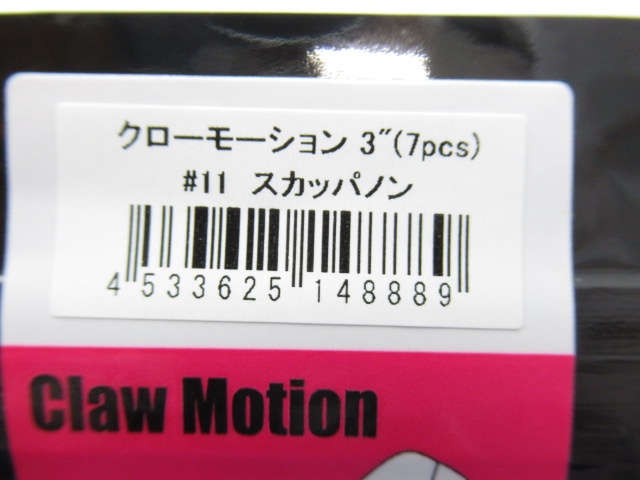 クローモーション 3"(7pcs)
#11 スカッパノン
4 533625 148889
Claw Motion